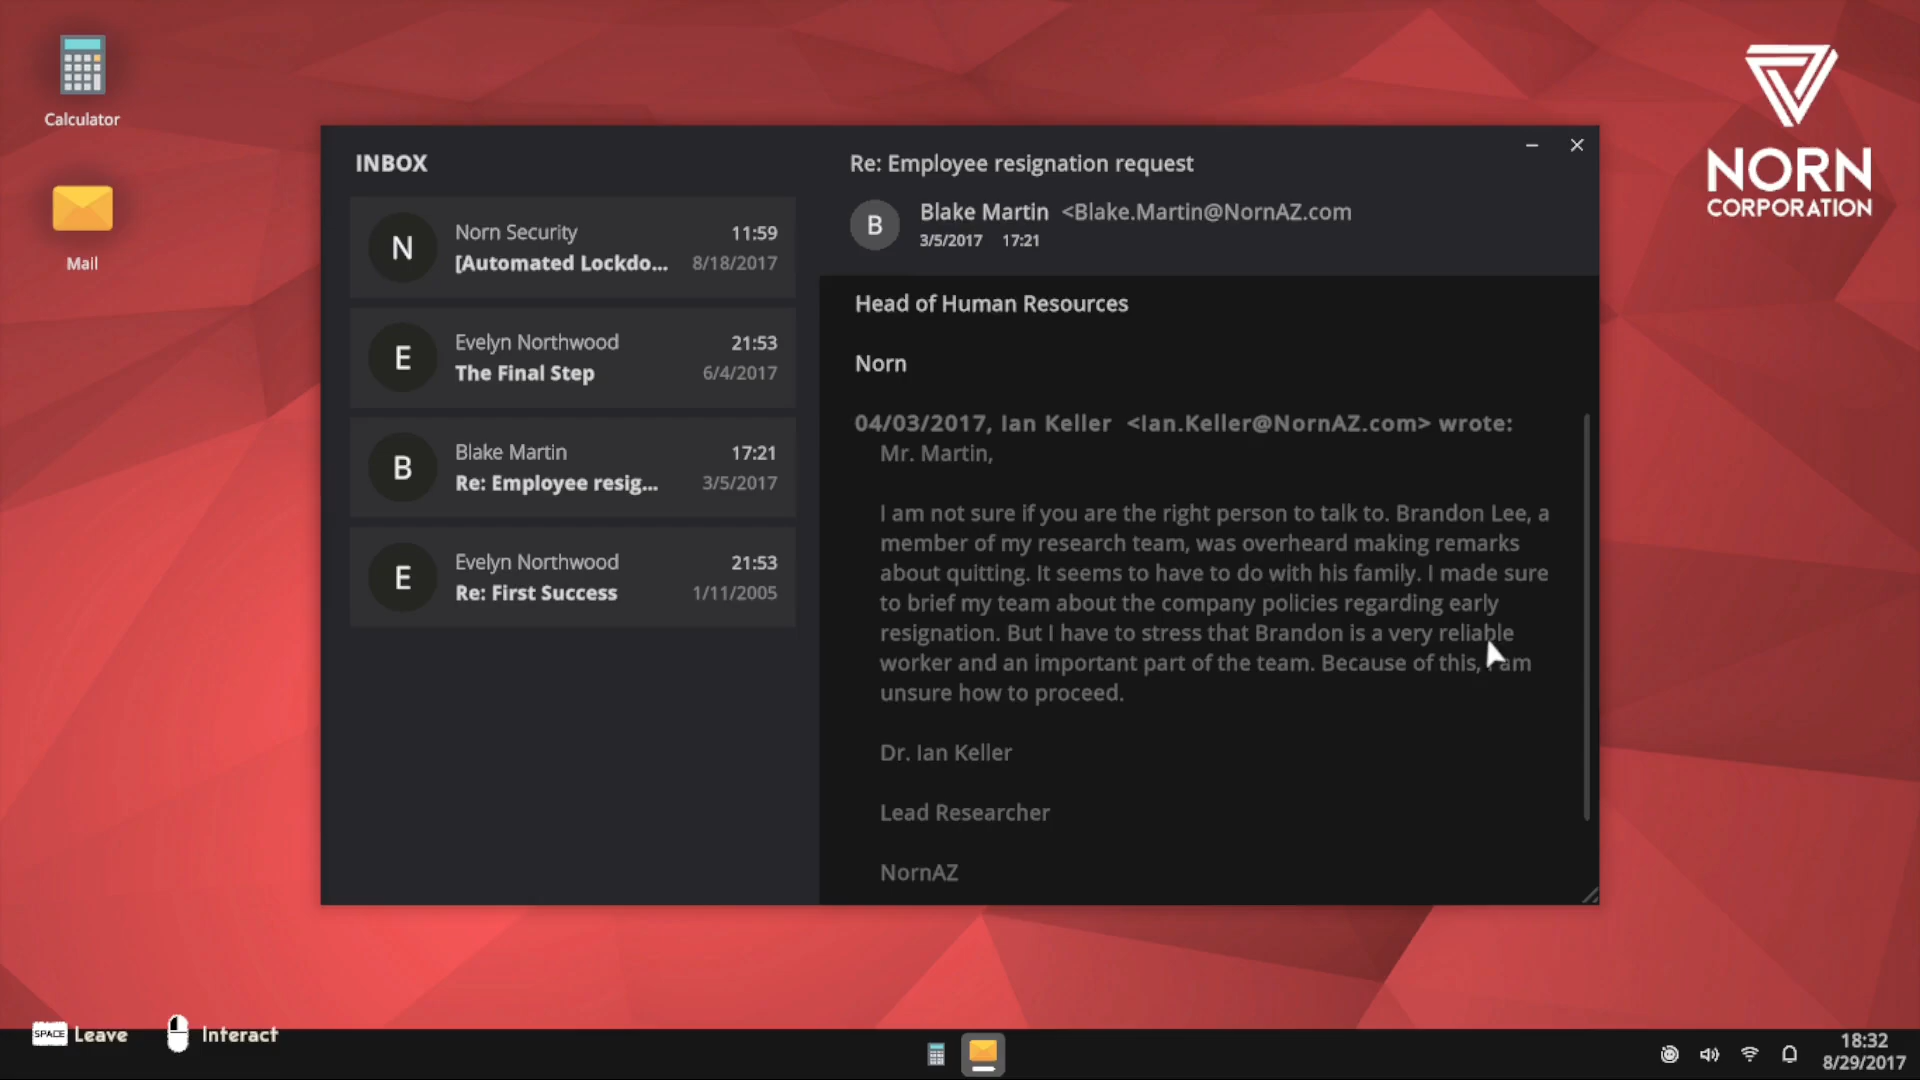 Calculator
Mail
NORN
CORPORATION
INBOX
N
Norn Security 11:59
[Automated Lockdo... 8/18/2017
E
Evelyn Northwood 21:53
The Final Step 6/4/2017
B
Blake Martin 17:21
Re: Employee resig... 3/5/2017
E
Evelyn Northwood 21:53
Re: First Success 1/11/2005
Re: Employee resignation request
B
Blake Martin <Blake.Martin@NornAZ.com
3/5/2017 17:21
Head of Human Resources
Norn
04/03/2017, Ian Keller <Ian.Keller@NornAZ.com> wrote:
Mr. Martin,
I am not sure if you are the right person to talk to. Brandon Lee, a
member of my research team, was overheard making remarks
about quitting. It seems to have to do with his family. I made sure
to brief my team about the company policies regarding early
resignation. But I have to stress that Brandon is a very reliable
worker and an important part of the team. Because of this, I am
unsure how to proceed.
Dr. Ian Keller
Lead Researcher
NornAZ
SPACE Leave Interact
18:32
8/29/2017